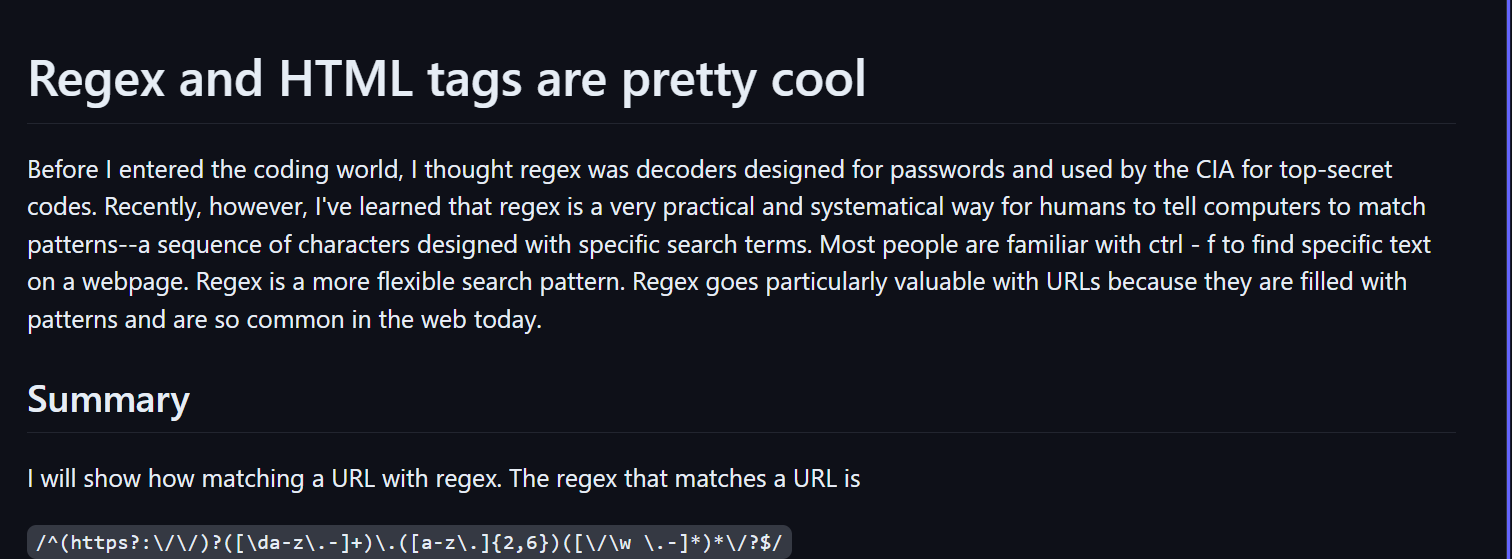 Regex and HTML tags are pretty cool
Before I entered the coding world, I thought regex was decoders designed for passwords and used by the CIA for top-secret
codes. Recently, however, I've learned that regex is a very practical and systematical way for humans to tell computers to match
patterns--a sequence of characters designed with specific search terms. Most people are familiar with ctrl - f to find specific text
on a webpage. Regex is a more flexible search pattern. Regex goes particularly valuable with URLs because they are filled with
patterns and are so common in the web today.
Summary
I will show how matching a URL with regex. The regex that matches a URL is
/^(https?:\/\/)?([\da-z\.-]+)\.([a-z\.]{2,6})([\/\w \.-]*)*\/?$/